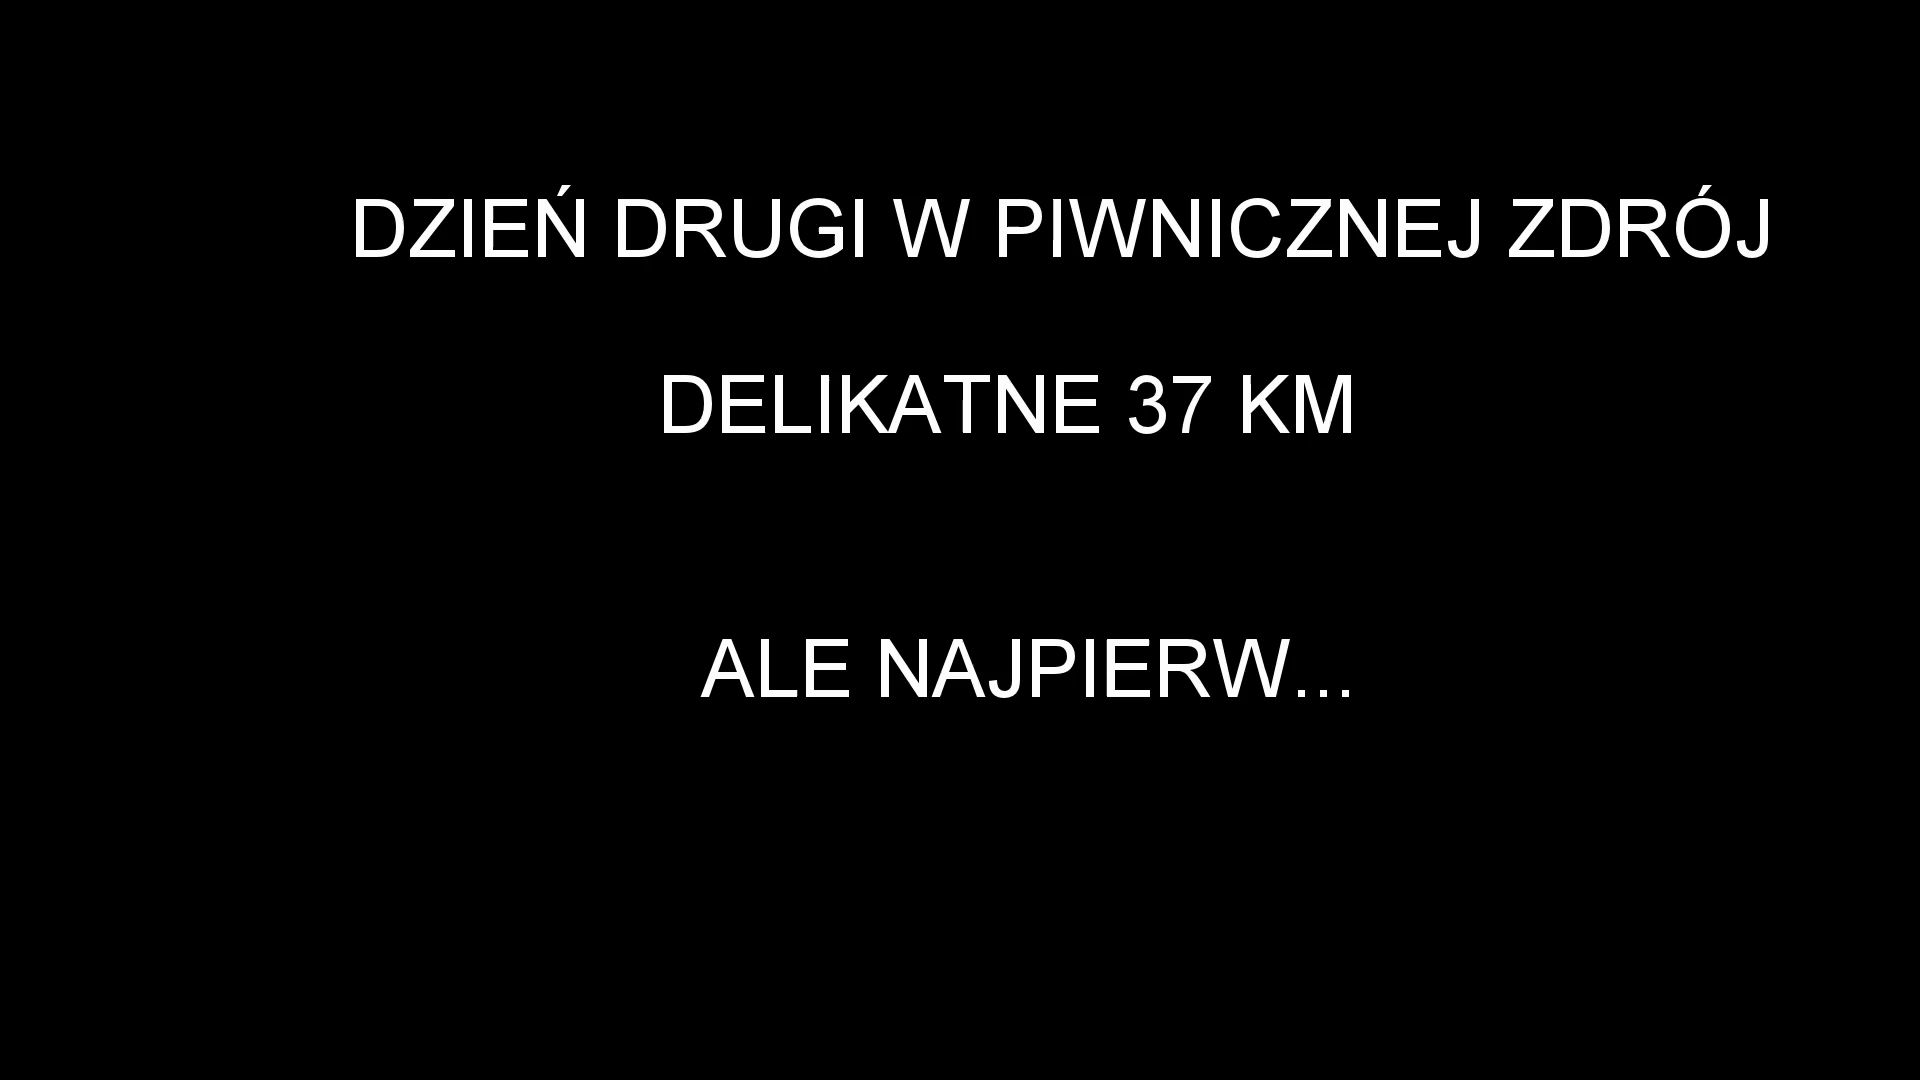 DZIEŃ DRUGI W PIWNICZNEJ ZDRÓJ
DELIKATNE 37 KM
ALE NAJPIERW...